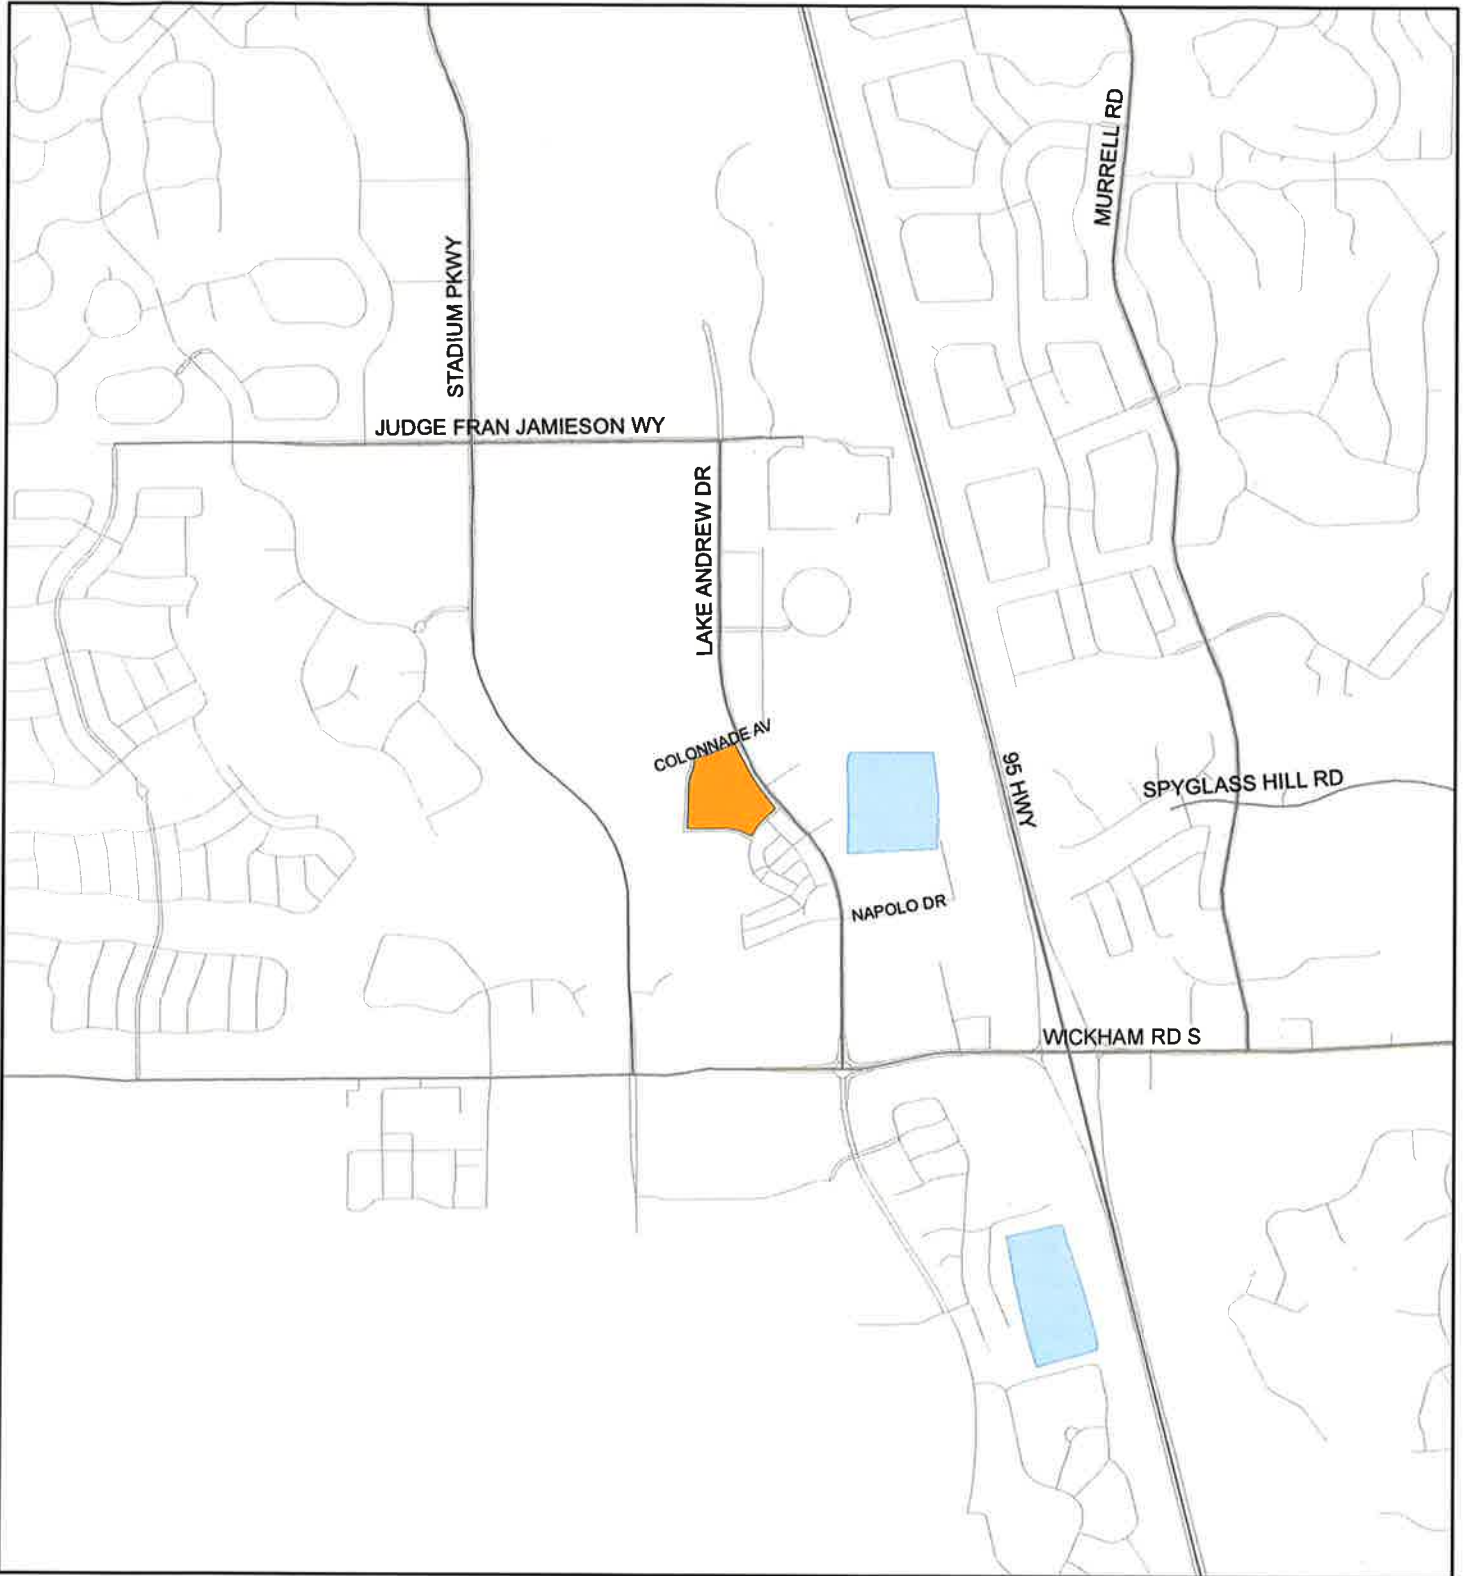 MURRELL RD
STADIUM PKWY
JUDGE FRAN JAMIESON WY
LAKE ANDREW DR
COLONNADE AV
95 HWY
SPYGLASS HILL RD
NAPOLO DR
WICKHAM RD S